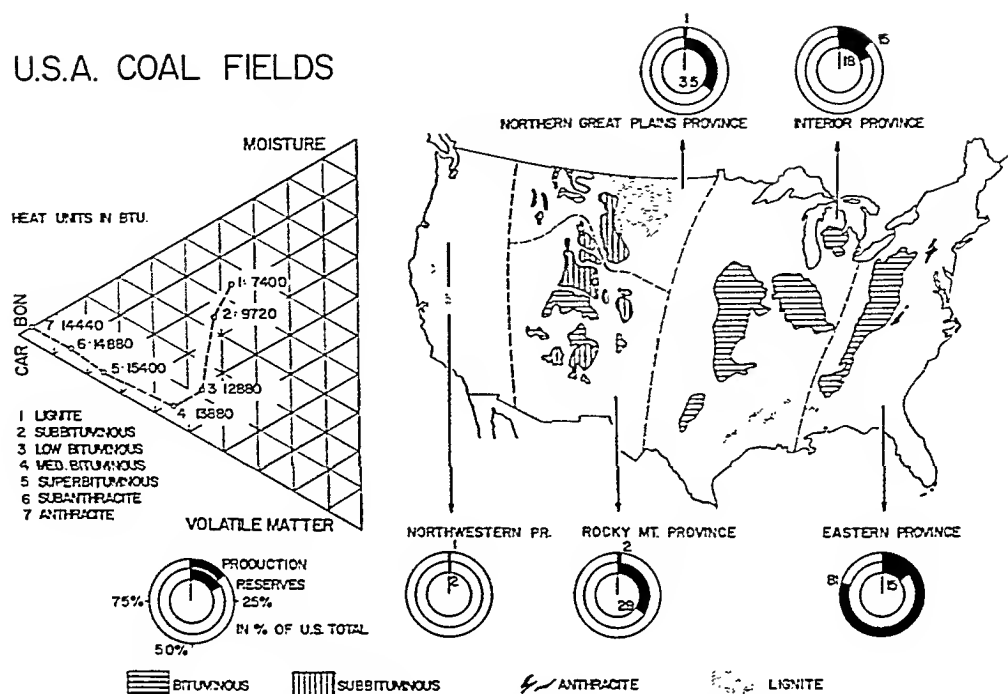 U.S.A. COAL FIELDS
1
35
NORTHERN GREAT PLAINS PROVINCE
15
18
INTERIOR PROVINCE
MOISTURE
HEAT UNITS IN BTU.
CARBON
1: 7400
2: 9720
7 14440
6·14880
5·15400
3·12880
4 13880
1 LIGNITE
2 SUBBITUMINOUS
3 LOW BITUMINOUS
4 MED. BITUMINOUS
5 SUPERBITUMINOUS
6 SUBANTHRACITE
7 ANTHRACITE
VOLATILE MATTER
NORTHWESTERN PR.
1
2
ROCKY MT. PROVINCE
2
29
EASTERN PROVINCE
81
15
PRODUCTION
RESERVES
75%
25%
IN % OF U.S. TOTAL
50%
BITUMINOUS
SUBBITUMINOUS
ANTHRACITE
LIGNITE